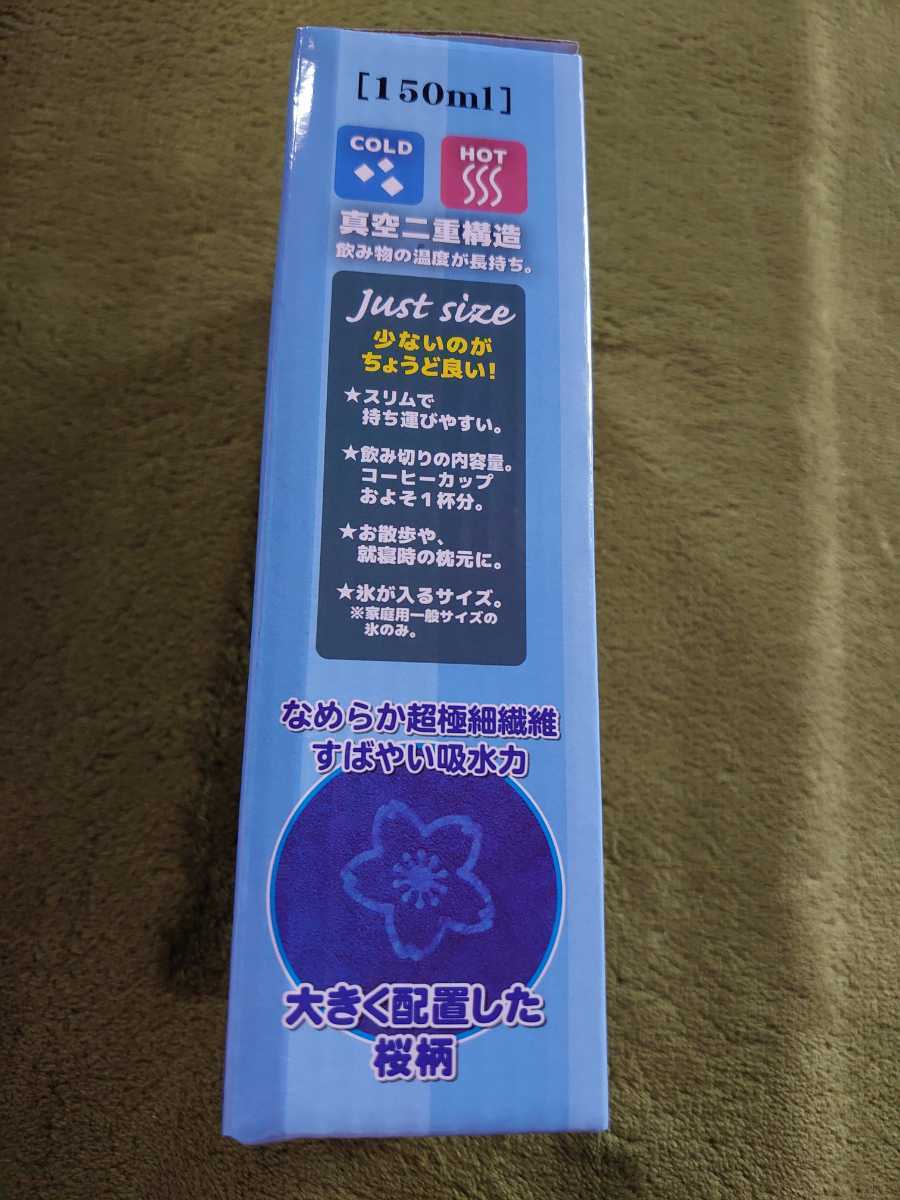 [150ml]
COLD
HOT
真空二重構造
飲み物の温度が長持ち。
Just size
少ないのが
ちょうど良い!
★スリムで
持ち運びやすい。
★飲み切りの内容量。
コーヒーカップ
およそ1杯分。
★お散歩や、
就寝時の枕元に。
★氷が入るサイズ。
※家庭用一般サイズの
氷のみ。
なめらか超極細繊維
すばやい吸水力
大きく配置した
桜柄